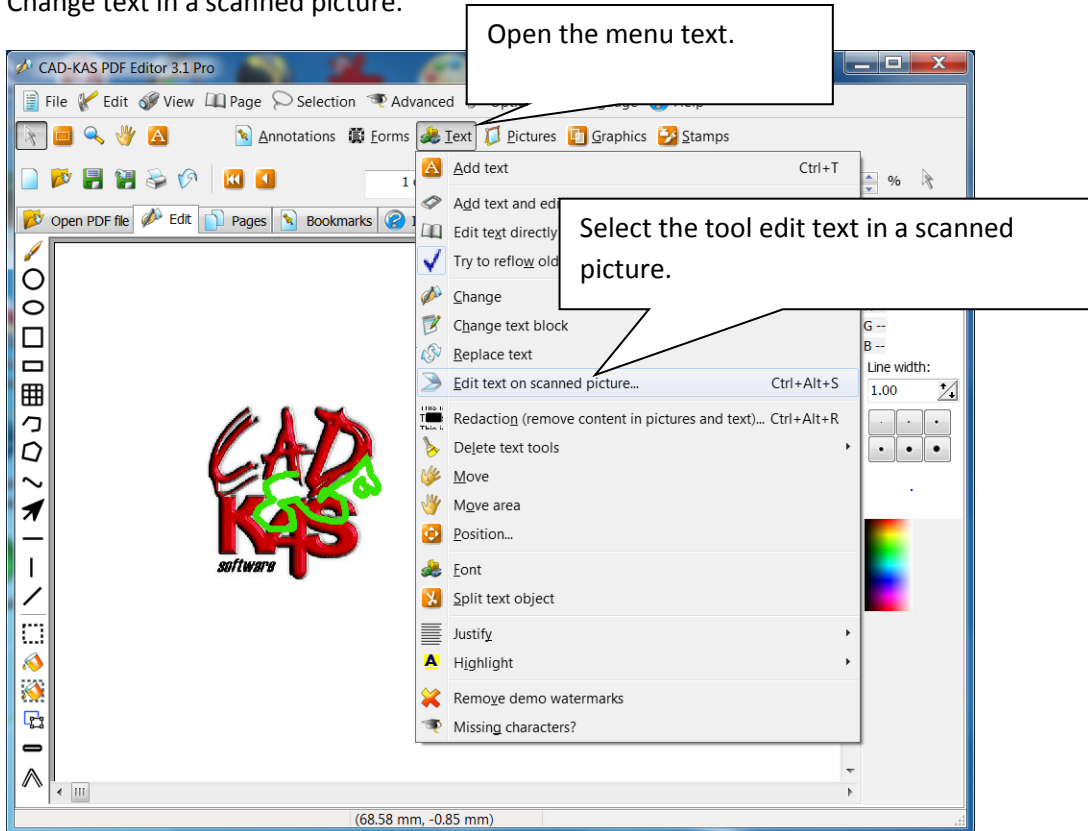 Change text in a scanned picture.
Open the menu text.
CAD-KAS PDF Editor 3.1 Pro
File Edit View Page Selection Advanced
Annotations Forms Text Pictures Graphics Stamps
Add text Ctrl+T
1
%
Add text and
Open PDF file Edit Pages Bookmarks
Select the tool edit text in a scanned
picture.
Edit text directly
Try to reflow old
Change
Change text block
G --
Replace text
B --
Line width:
Edit text on scanned picture... Ctrl+Alt+S
1.00
Redaction (remove content in pictures and text)... Ctrl+Alt+R
Delete text tools
Move
Move area
Position...
Font
Split text object
Justify
Highlight
Remove demo watermarks
Missing characters?
CAD
KAS
software
(68.58 mm, -0.85 mm)